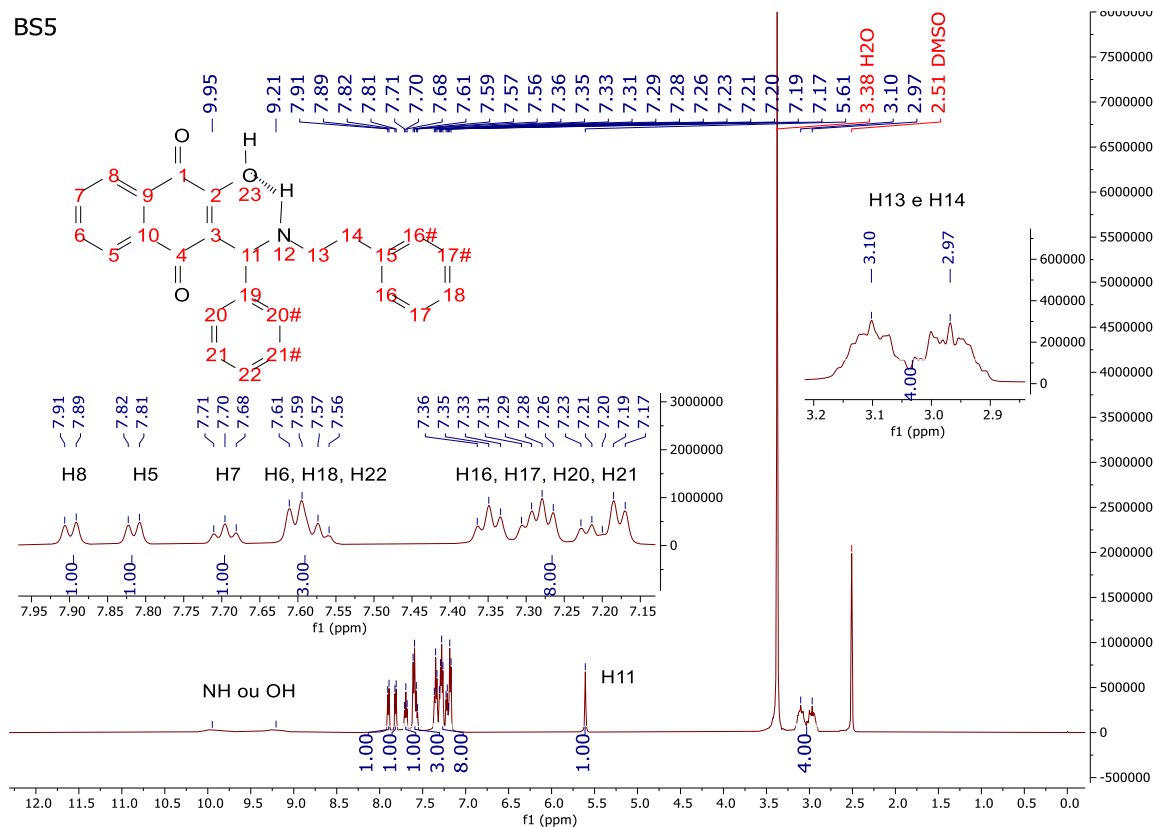 BS5
9.95 9.21 7.91 7.89 7.82 7.81 7.71 7.70 7.68 7.61 7.59 7.57 7.56 7.36 7.35 7.33 7.31 7.29 7.28 7.26 7.23 7.21 7.20 7.19 7.17 5.61 3.38 H2O 3.10 2.97 2.51 DMSO
8000000
7500000
7000000
6500000
6000000
5500000
5000000
4500000
4000000
3500000
3000000
2500000
2000000
1500000
1000000
500000
0
-500000
O H
8 1 O
7 9 2 23 H
6 10 3 N 14 16#
5 4 11 12 13 15 17#
O 19 16 18
20 20# 17
21 21#
22
H13 e H14
3.10 2.97
600000
400000
200000
0
4.00
3.2 3.1 3.0 2.9
f1 (ppm)
7.91 7.89 7.82 7.81 7.71 7.70 7.68 7.61 7.59 7.57 7.56 7.36 7.35 7.33 7.31 7.29 7.28 7.26 7.23 7.21 7.20 7.19 7.17
3000000
2000000
1000000
0
H8 H5 H7 H6, H18, H22 H16, H17, H20, H21
1.00 1.00 1.00 3.00 8.00
7.95 7.90 7.85 7.80 7.75 7.70 7.65 7.60 7.55 7.50 7.45 7.40 7.35 7.30 7.25 7.20 7.15
f1 (ppm)
NH ou OH
H11
1.00 1.00 1.00 3.00 8.00 1.00 4.00
12.0 11.5 11.0 10.5 10.0 9.5 9.0 8.5 8.0 7.5 7.0 6.5 6.0 5.5 5.0 4.5 4.0 3.5 3.0 2.5 2.0 1.5 1.0 0.5 0.0
f1 (ppm)